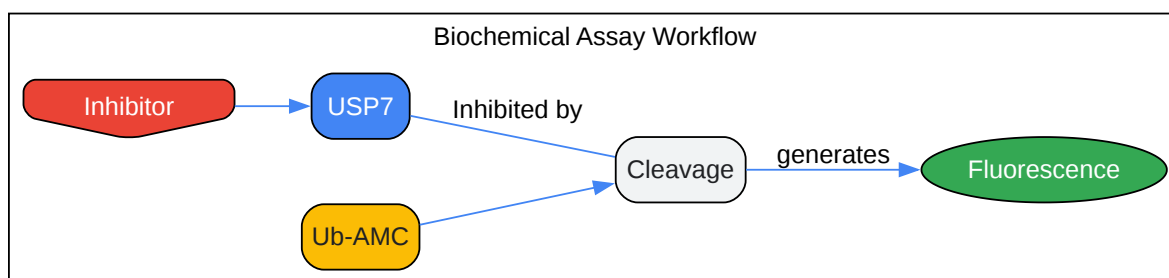 Biochemical Assay Workflow
Inhibitor
USP7
Inhibited by
Ub-AMC
Cleavage
generates
Fluorescence